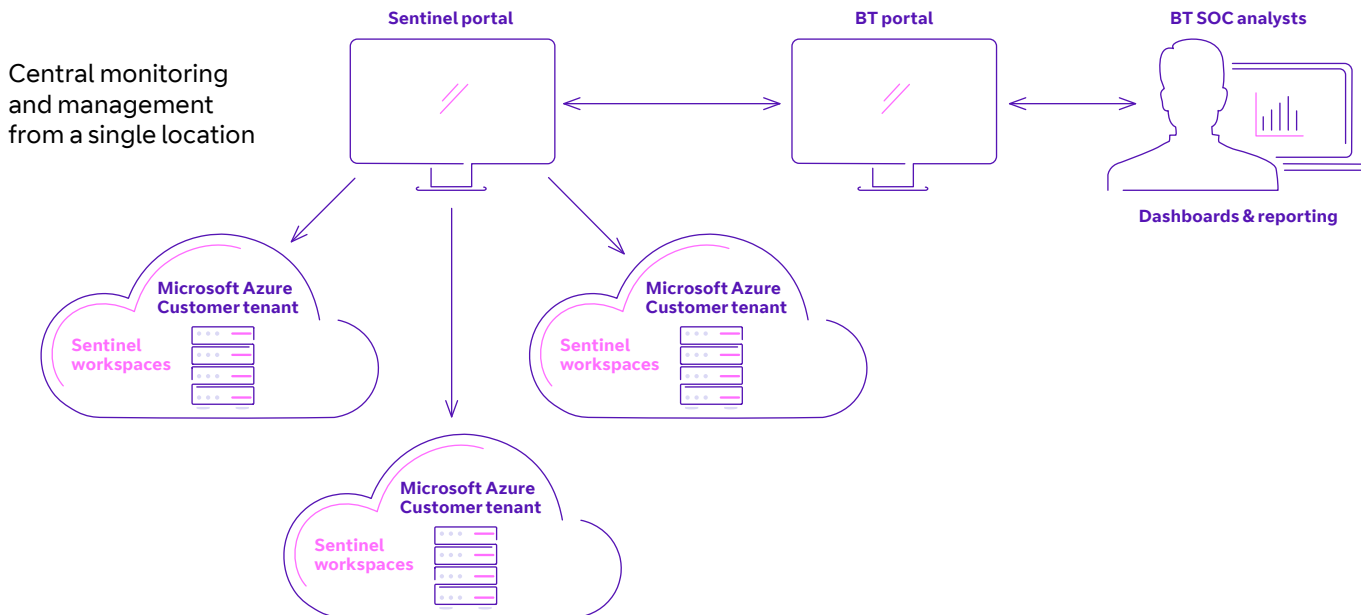 Sentinel portal
BT portal
BT SOC analysts
Central monitoring
and management
from a single location
Dashboards & reporting
Microsoft Azure
Customer tenant
Sentinel
workspaces
Microsoft Azure
Customer tenant
Sentinel
workspaces
Microsoft Azure
Customer tenant
Sentinel
workspaces